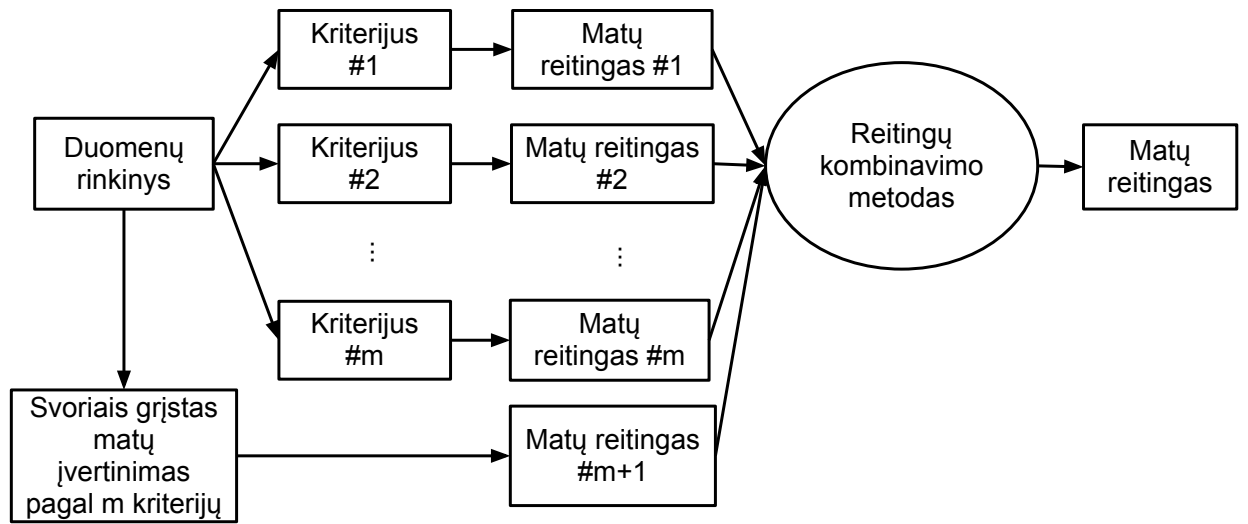 Duomenų
rinkinys
Kriterijus
#1
Matų
reitingas #1
Kriterijus
#2
Matų reitingas
#2
⋮
⋮
Kriterijus
#m
Matų
reitingas #m
Svoriais grįstas
matų
įvertinimas
pagal m kriterijų
Matų reitingas
#m+1
Reitingų
kombinavimo
metodas
Matų
reitingas